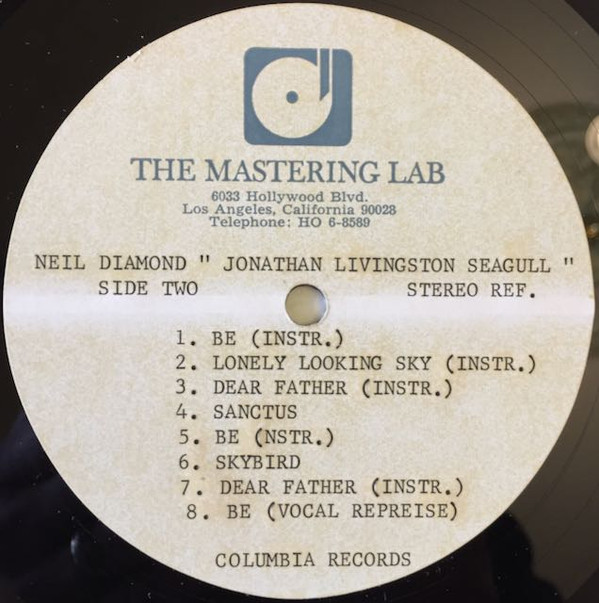 THE MASTERING LAB
6033 Hollywood Blvd.
Los Angeles, California 90028
Telephone: HO 6-8589
NEIL DIAMOND " JONATHAN LIVINGSTON SEAGULL "
SIDE TWO STEREO REF.
1. BE (INSTR.)
2. LONELY LOOKING SKY (INSTR.)
3. DEAR FATHER (INSTR.)
4. SANCTUS
5. BE (NSTR.)
6. SKYBIRD
7. DEAR FATHER (INSTR.)
8. BE (VOCAL REPREISE)
COLUMBIA RECORDS